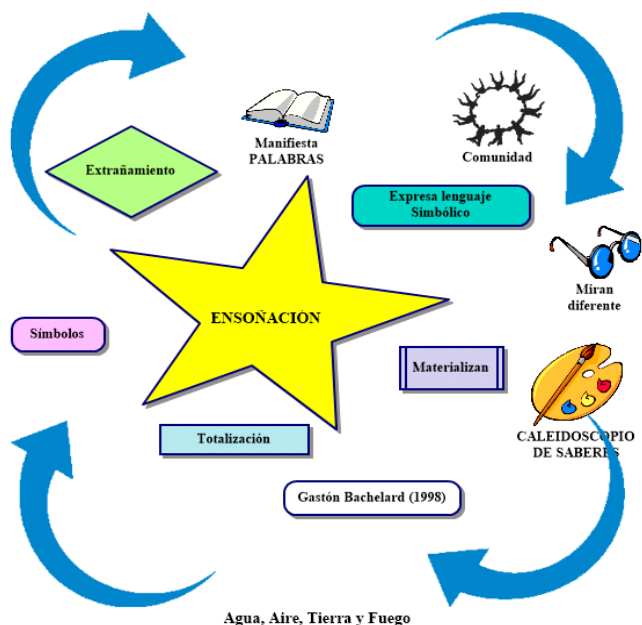 Manifiesta
PALABRAS
Comunidad
Extrañamiento
Expresa lenguaje
Simbólico
Miran
diferente
ENSOÑACIÓN
Símbolos
Materializan
CALEIDOSCOPIO
DE SABERES
Totalización
Gastón Bachelard (1998)
Agua, Aire, Tierra y Fuego